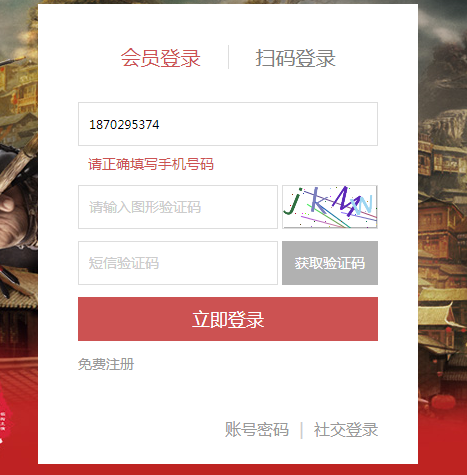 会员登录 扫码登录
1870295374
请正确填写手机号码
请输入图形验证码
短信验证码 获取验证码
立即登录
免费注册
账号密码 | 社交登录